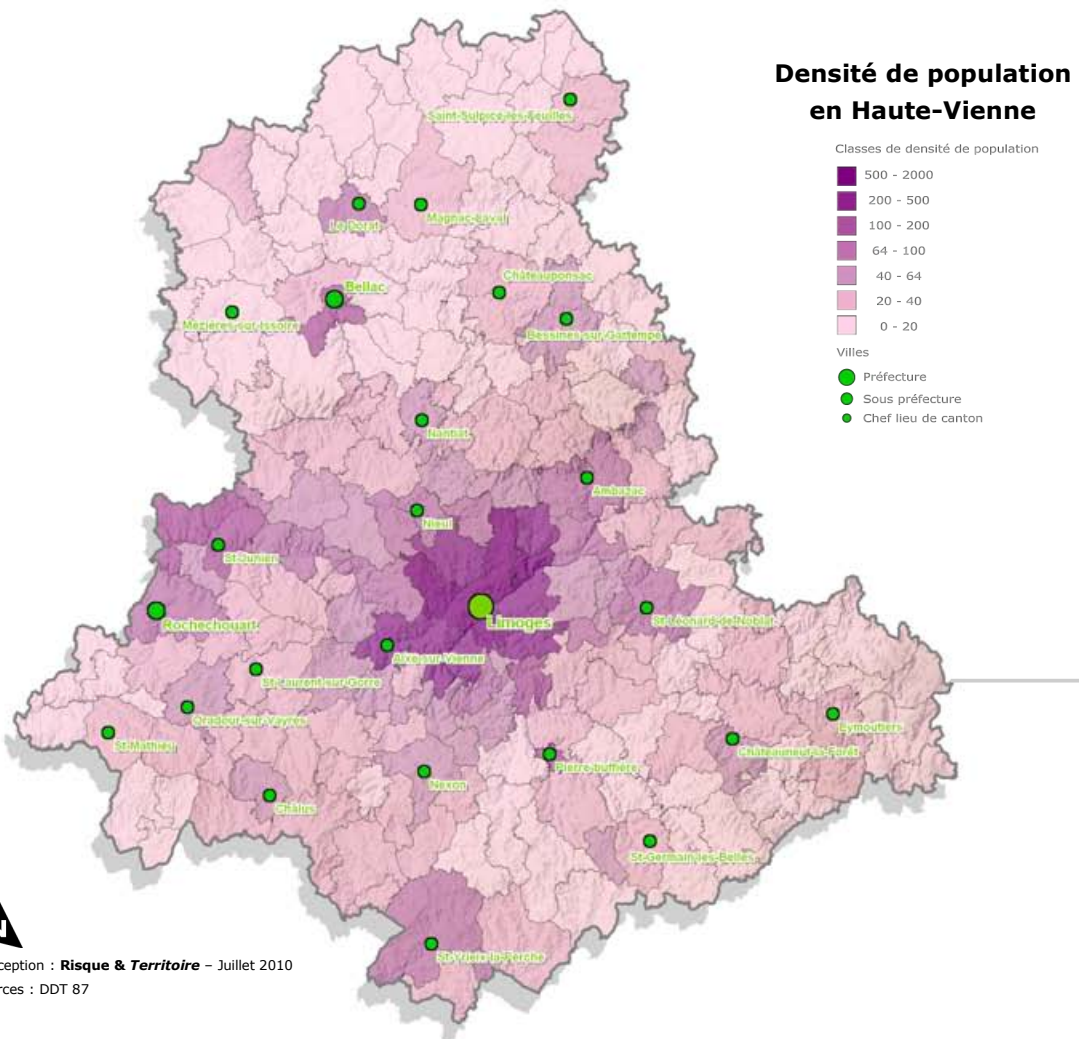 Densité de population
en Haute-Vienne
Classes de densité de population
500 - 2000
200 - 500
100 - 200
64 - 100
40 - 64
20 - 40
0 - 20
Villes
Préfecture
Sous préfecture
Chef lieu de canton
Saint-Sulpice-les-Feuilles
Le Dorat
Magnac-Laval
Châteauponsac
Bellac
Mézières-sur-Issoire
Bessines-sur-Gartempe
Nantiat
Ambazac
Nieul
St-Junien
Rochechouart
Limoges
St-Léonard-de-Noblat
Aixe-sur-Vienne
St-Laurent-sur-Gorre
Oradour-sur-Vayres
St-Mathieu
Eymoutiers
Châteauneuf-la-Forêt
Pierre-buffière
Nexon
Châlus
St-Germain-les-Belles
St-Yrieix-la-Perche
N
ception : Risque & Territoire – Juillet 2010
rces : DDT 87